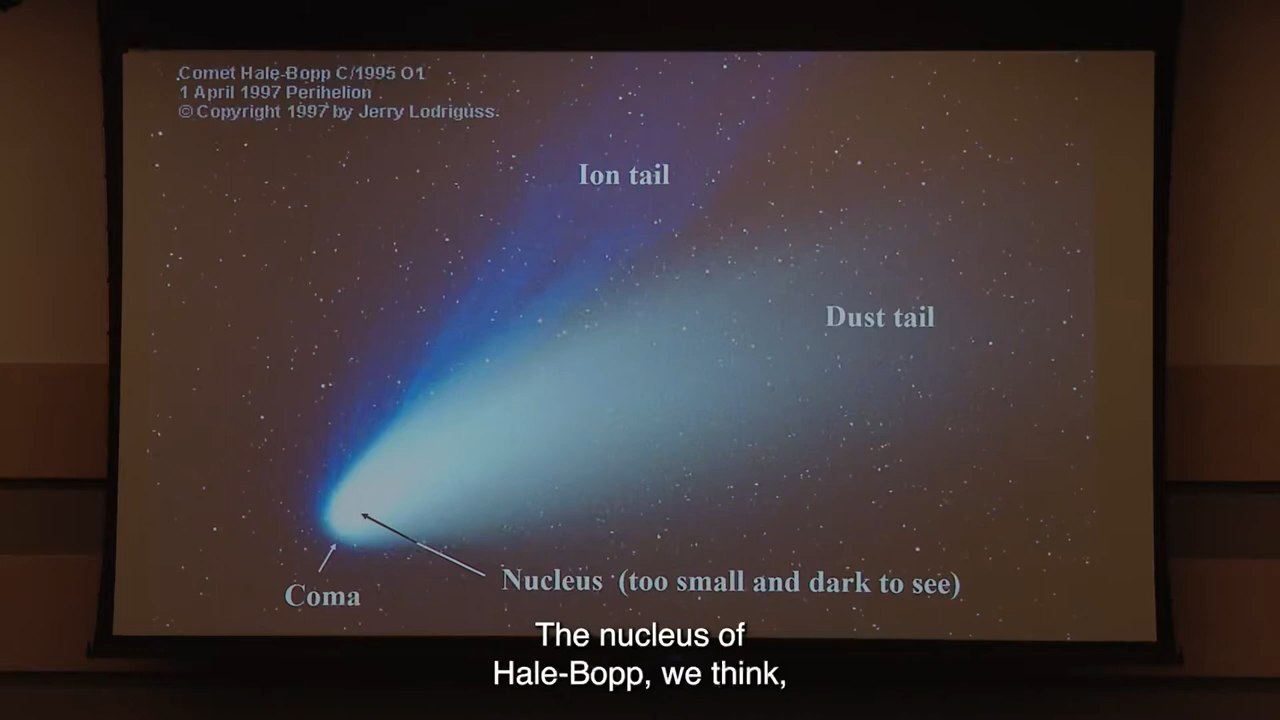 Comet Hale-Bopp C/1995 O1
1 April 1997 Perihelion
© Copyright 1997 by Jerry Lodriguss
Ion tail
Dust tail
Coma
Nucleus (too small and dark to see)
The nucleus of
Hale-Bopp, we think,